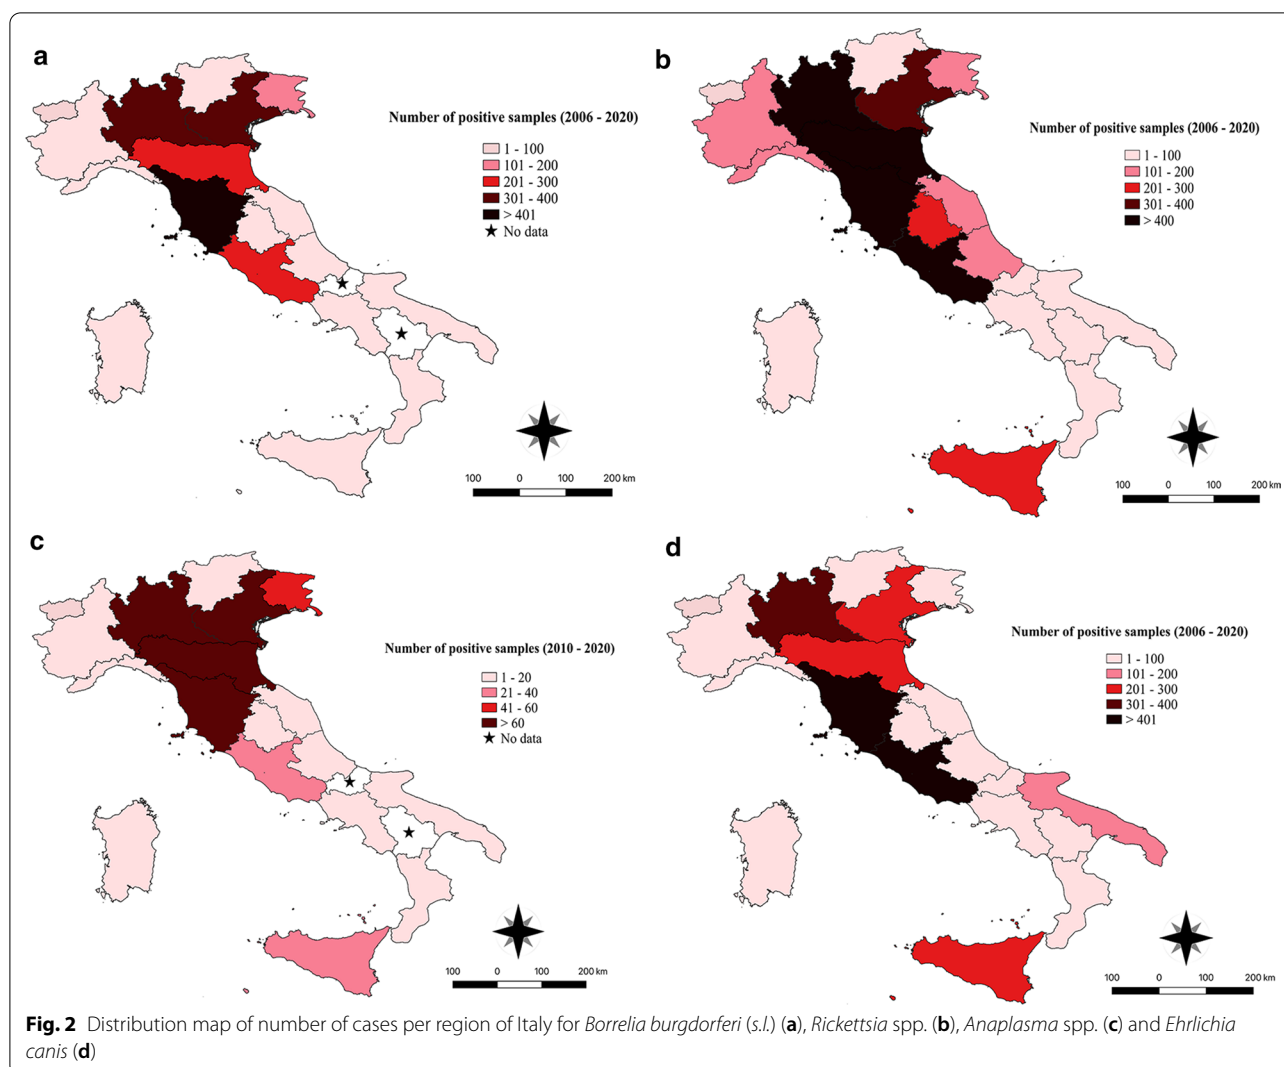 a
Number of positive samples (2006 - 2020)
1 - 100
101 - 200
201 - 300
301 - 400
> 401
No data
100 0 100 200 km
b
Number of positive samples (2006 - 2020)
1 - 100
101 - 200
201 - 300
301 - 400
> 400
100 0 100 200 km
c
Number of positive samples (2010 - 2020)
1 - 20
21 - 40
41 - 60
> 60
No data
100 0 100 200 km
d
Number of positive samples (2006 - 2020)
1 - 100
101 - 200
201 - 300
301 - 400
> 401
100 0 100 200 km
Fig. 2 Distribution map of number of cases per region of Italy for Borrelia burgdorferi (s.l.) (a), Rickettsia spp. (b), Anaplasma spp. (c) and Ehrlichia
canis (d)